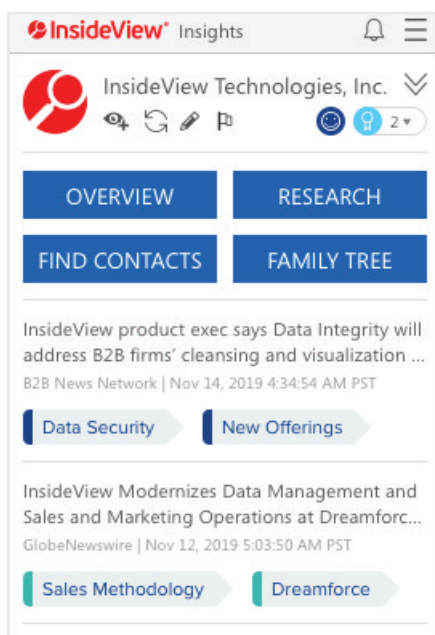 InsideView® Insights
InsideView Technologies, Inc.
2
OVERVIEW RESEARCH
FIND CONTACTS FAMILY TREE
InsideView product exec says Data Integrity will
address B2B firms' cleansing and visualization ...
B2B News Network | Nov 14, 2019 4:34:54 AM PST
Data Security New Offerings
InsideView Modernizes Data Management and
Sales and Marketing Operations at Dreamforc...
GlobeNewswire | Nov 12, 2019 5:03:50 AM PST
Sales Methodology Dreamforce